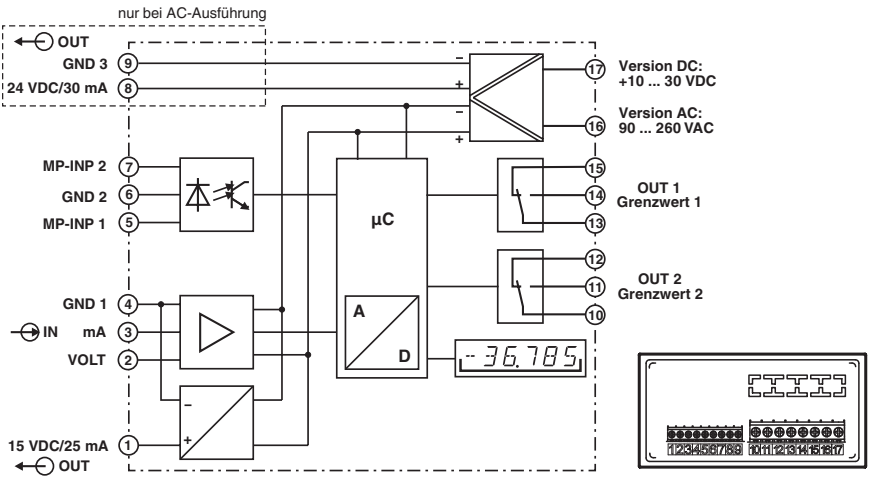 nur bei AC-Ausführung
OUT
GND 3 9
24 VDC/30 mA 8
– + – +
17 Version DC:
+10 ... 30 VDC
16 Version AC:
90 ... 260 VAC
MP-INP 2 7
GND 2 6
MP-INP 1 5
µC
15
14 OUT 1
Grenzwert 1
13
12
11 OUT 2
Grenzwert 2
10
GND 1 4
IN mA 3
VOLT 2
A
D
-36.785
–
+
15 VDC/25 mA 1
OUT
1 2 3 4 5 6 7 8 9 10 11 12 13 14 15 16 17